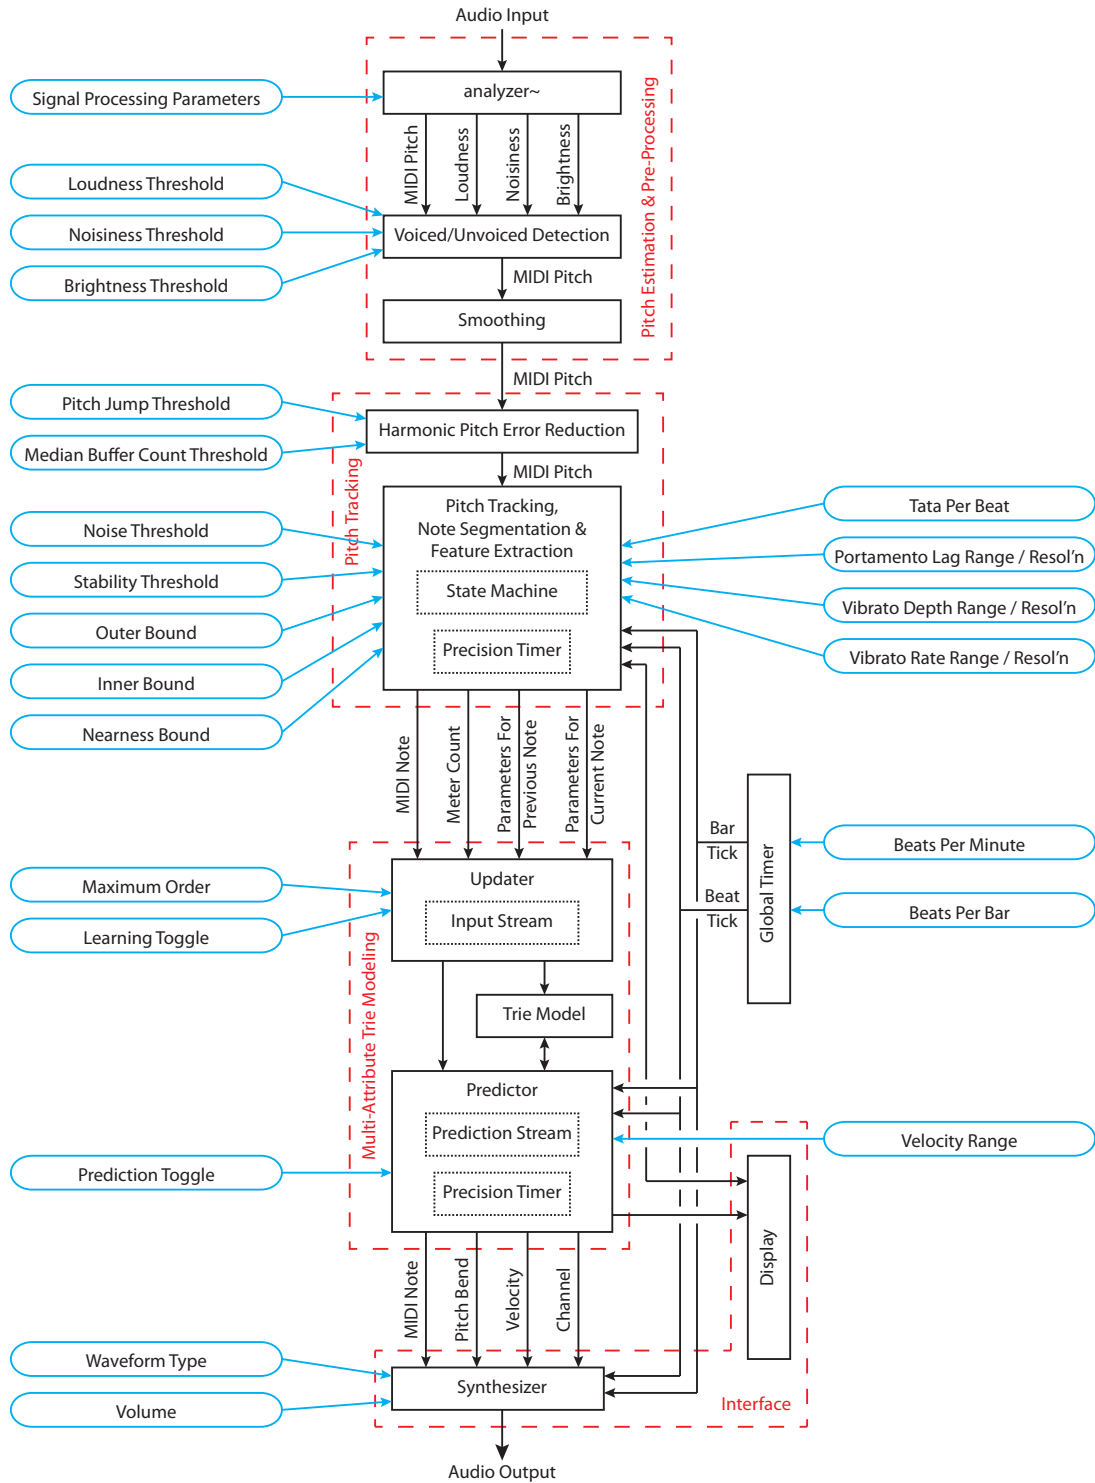 Audio Input
analyzer~
Signal Processing Parameters
MIDI Pitch
Loudness
Noisiness
Brightness
Pitch Estimation & Pre-Processing
Loudness Threshold
Noisiness Threshold
Brightness Threshold
Voiced/Unvoiced Detection
MIDI Pitch
Smoothing
MIDI Pitch
Pitch Jump Threshold
Median Buffer Count Threshold
Harmonic Pitch Error Reduction
MIDI Pitch
Pitch Tracking
Pitch Tracking,
Note Segmentation &
Feature Extraction
State Machine
Precision Timer
Noise Threshold
Stability Threshold
Outer Bound
Inner Bound
Nearness Bound
Tata Per Beat
Portamento Lag Range / Resol'n
Vibrato Depth Range / Resol'n
Vibrato Rate Range / Resol'n
MIDI Note
Meter Count
Parameters For
Previous Note
Parameters For
Current Note
Bar
Tick
Beat
Tick
Global Timer
Beats Per Minute
Beats Per Bar
Maximum Order
Learning Toggle
Multi-Attribute Trie Modeling
Updater
Input Stream
Trie Model
Predictor
Prediction Stream
Precision Timer
Prediction Toggle
Velocity Range
Display
MIDI Note
Pitch Bend
Velocity
Channel
Waveform Type
Volume
Synthesizer
Interface
Audio Output